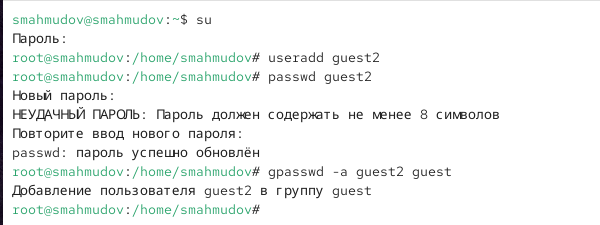 smahmudov@smahmudov:~$ su
Пароль:
root@smahmudov:/home/smahmudov# useradd guest2
root@smahmudov:/home/smahmudov# passwd guest2
Новый пароль:
НЕУДАЧНЫЙ ПАРОЛЬ: Пароль должен содержать не менее 8 символов
Повторите ввод нового пароля:
passwd: пароль успешно обновлён
root@smahmudov:/home/smahmudov# gpasswd -a guest2 guest
Добавление пользователя guest2 в группу guest
root@smahmudov:/home/smahmudov#